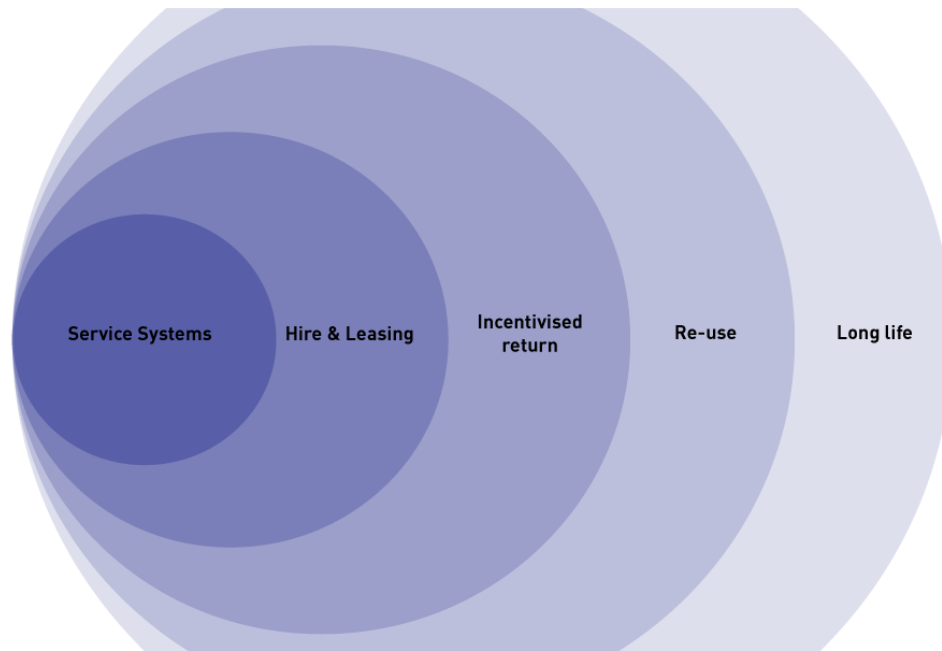 Service Systems
Hire & Leasing
Incentivised
return
Re-use
Long life